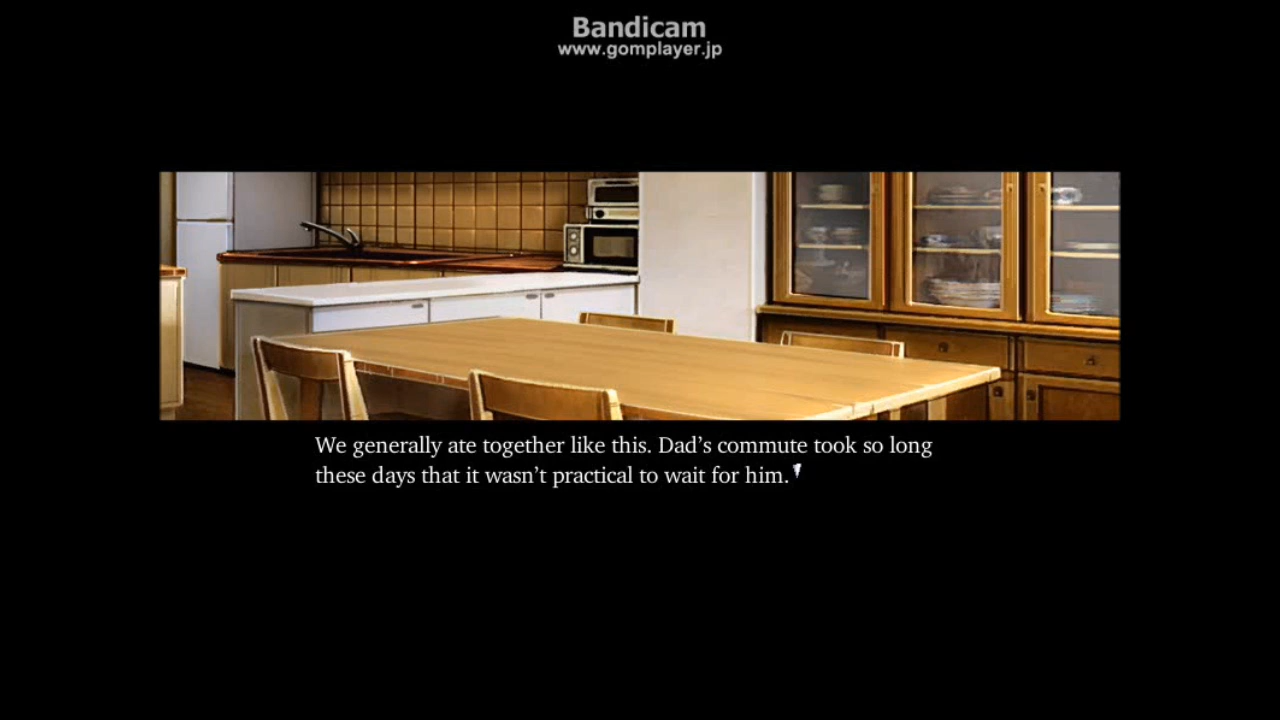 Bandicam
www.gomplayer.jp
We generally ate together like this. Dad’s commute took so long
these days that it wasn’t practical to wait for him.